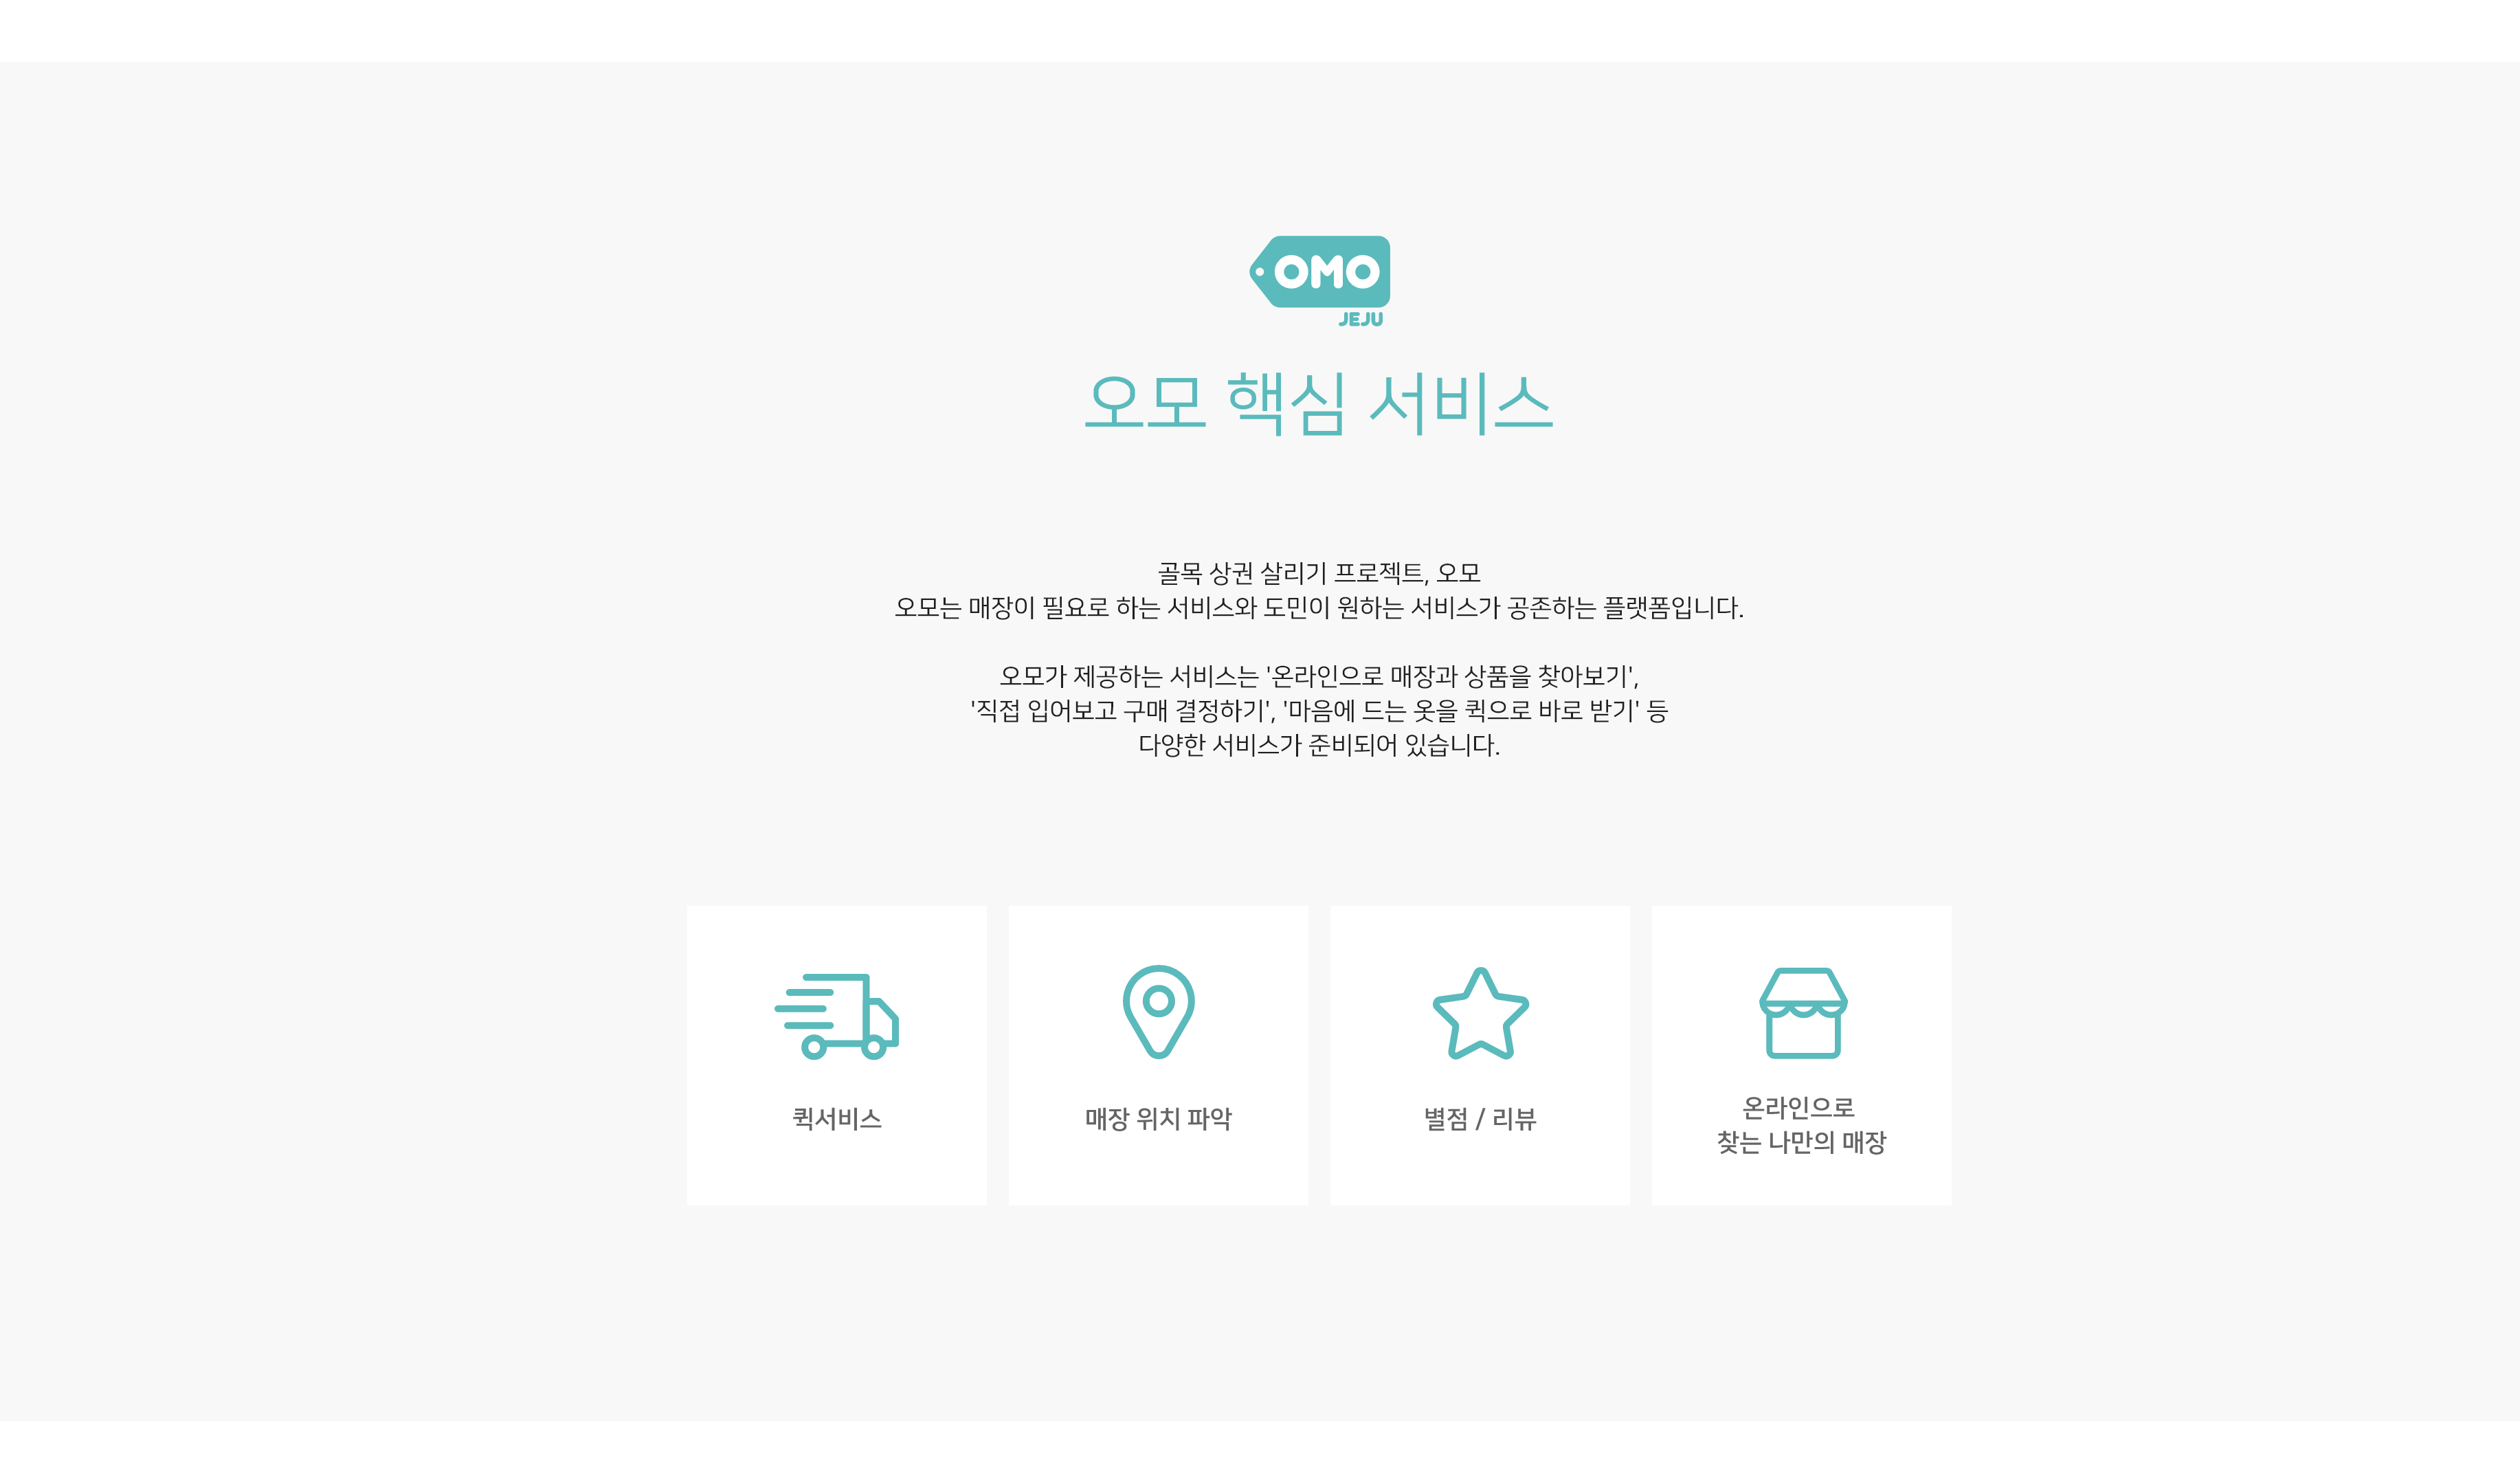 OMO
JEJU
오모 핵심 서비스
골목 상권 살리기 프로젝트, 오모
오모는 매장이 필요로 하는 서비스와 도민이 원하는 서비스가 공존하는 플랫폼입니다.
오모가 제공하는 서비스는 '온라인으로 매장과 상품을 찾아보기',
'직접 입어보고 구매 결정하기', '마음에 드는 옷을 퀵으로 바로 받기' 등
다양한 서비스가 준비되어 있습니다.
퀵서비스
매장 위치 파악
별점 / 리뷰
온라인으로
찾는 나만의 매장